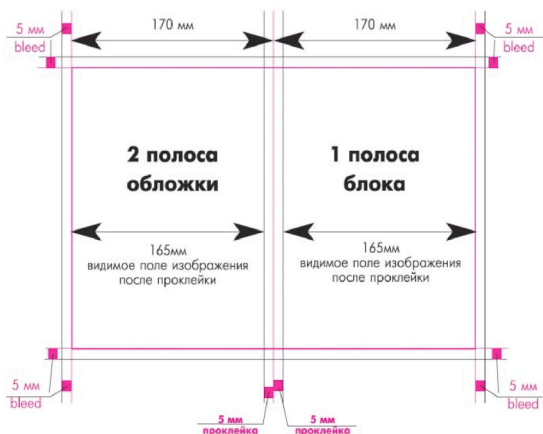 170 мм
170 мм
5 мм
bleed
5 мм
bleed
2 полоса
обложки
1 полоса
блока
165мм
видимое поле изображения
после проклейки
165мм
видимое поле изображения
после проклейки
5 мм
bleed
5 мм
bleed
5 мм
проклейка
5 мм
проклейка